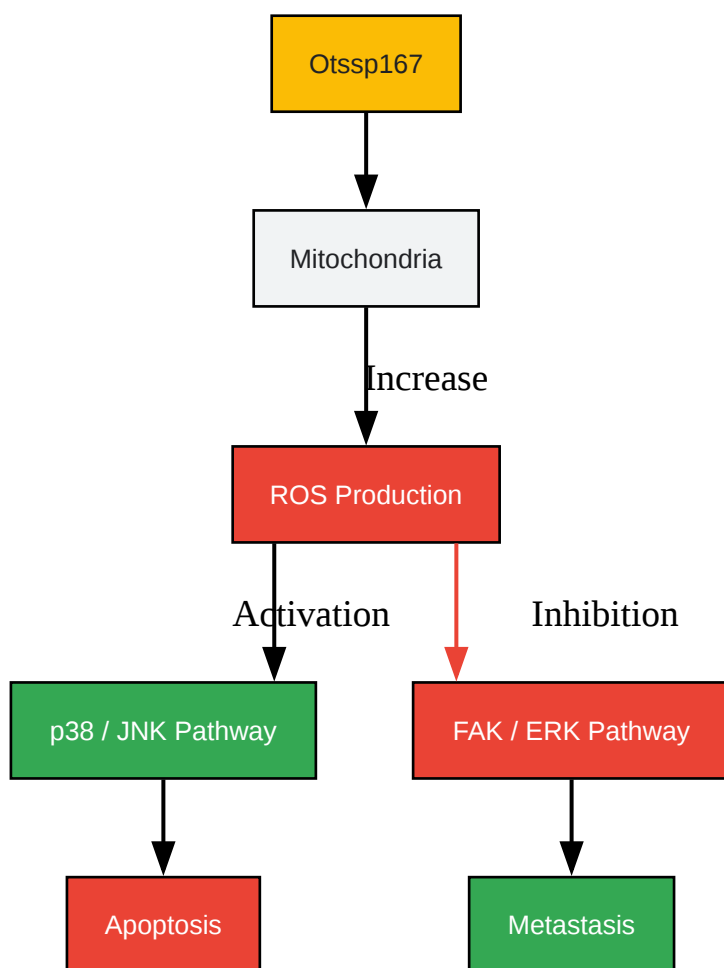 Otssp167
Mitochondria
Increase
ROS Production
Activation
Inhibition
p38 / JNK Pathway
FAK / ERK Pathway
Apoptosis
Metastasis